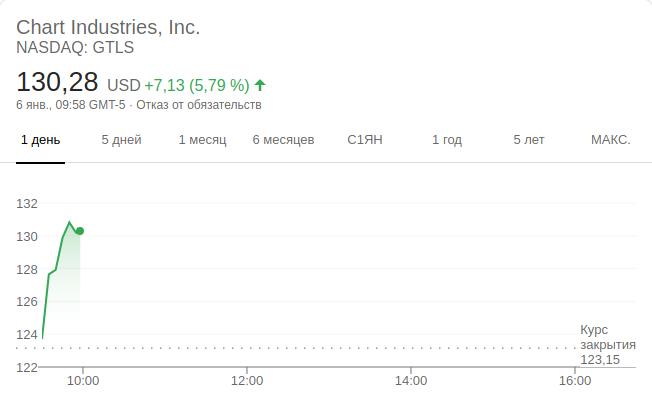 Chart Industries, Inc.
NASDAQ: GTLS
130,28 USD +7,13 (5,79 %)
6 янв., 09:58 GMT-5 · Отказ от обязательств
1 день 5 дней 1 месяц 6 месяцев С1ЯН 1 год 5 лет МАКС.
132
130
128
126
124
Курс
закрытия
123,15
122
10:00 12:00 14:00 16:00